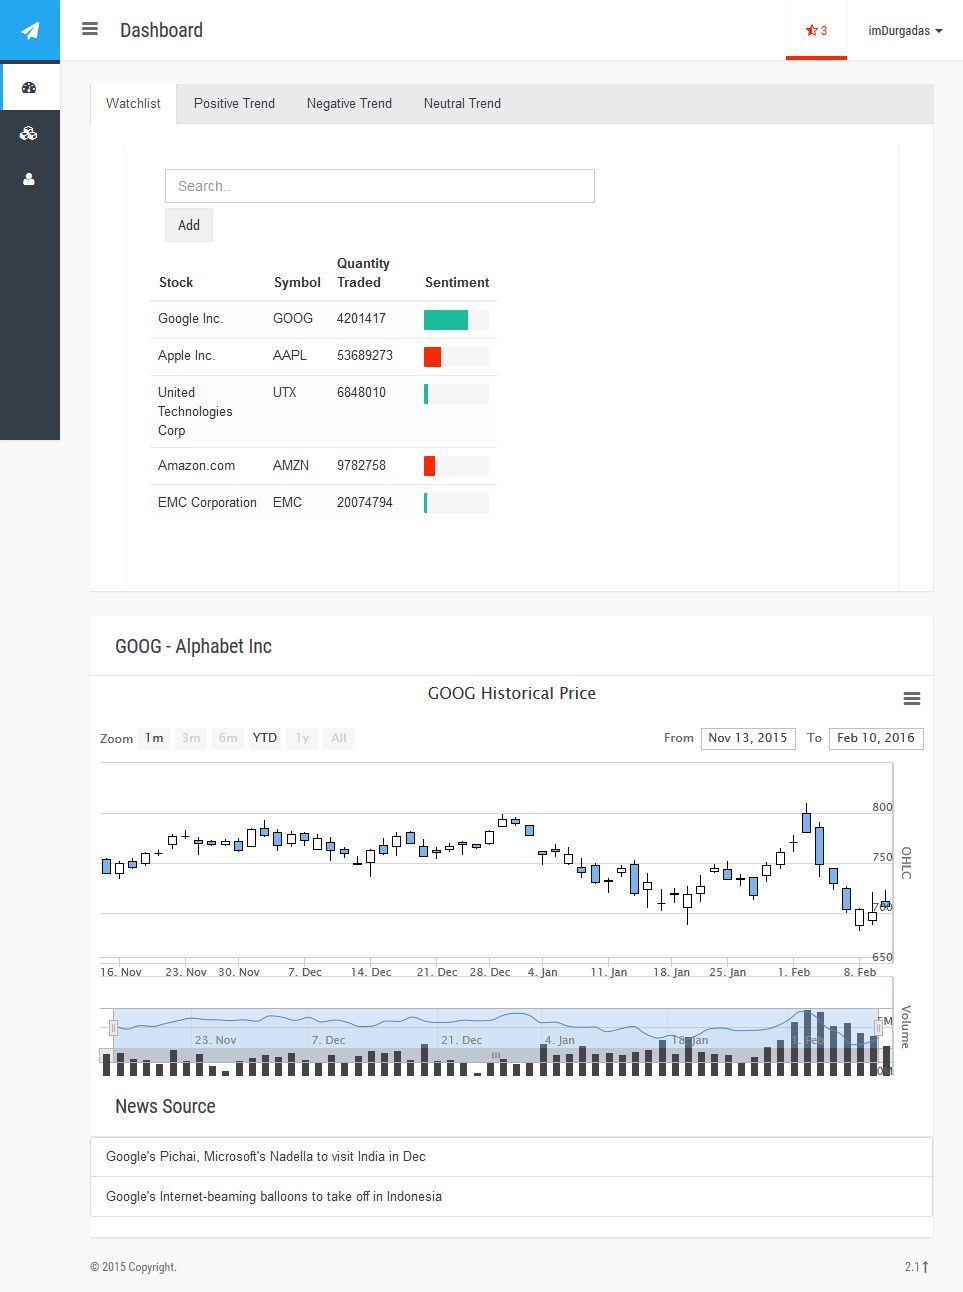 Dashboard
3
imDurgadas
Watchlist Positive Trend Negative Trend Neutral Trend
Search..
Add
Stock Symbol Quantity Traded Sentiment
Google Inc. GOOG 4201417
Apple Inc. AAPL 53689273
United Technologies Corp UTX 6848010
Amazon.com AMZN 9782758
EMC Corporation EMC 20074794
GOOG - Alphabet Inc
GOOG Historical Price
Zoom 1m 3m 6m YTD 1y All From Nov 13, 2015 To Feb 10, 2016
800
750
OHLC
700
650
16. Nov 23. Nov 30. Nov 7. Dec 14. Dec 21. Dec 28. Dec 4. Jan 11. Jan 18. Jan 25. Jan 1. Feb 8. Feb
Volume
23. Nov 7. Dec 21. Dec 4. Jan 18. Jan 1. Feb
0M
News Source
Google's Pichai, Microsoft's Nadella to visit India in Dec
Google's Internet-beaming balloons to take off in Indonesia
© 2015 Copyright.
2.1